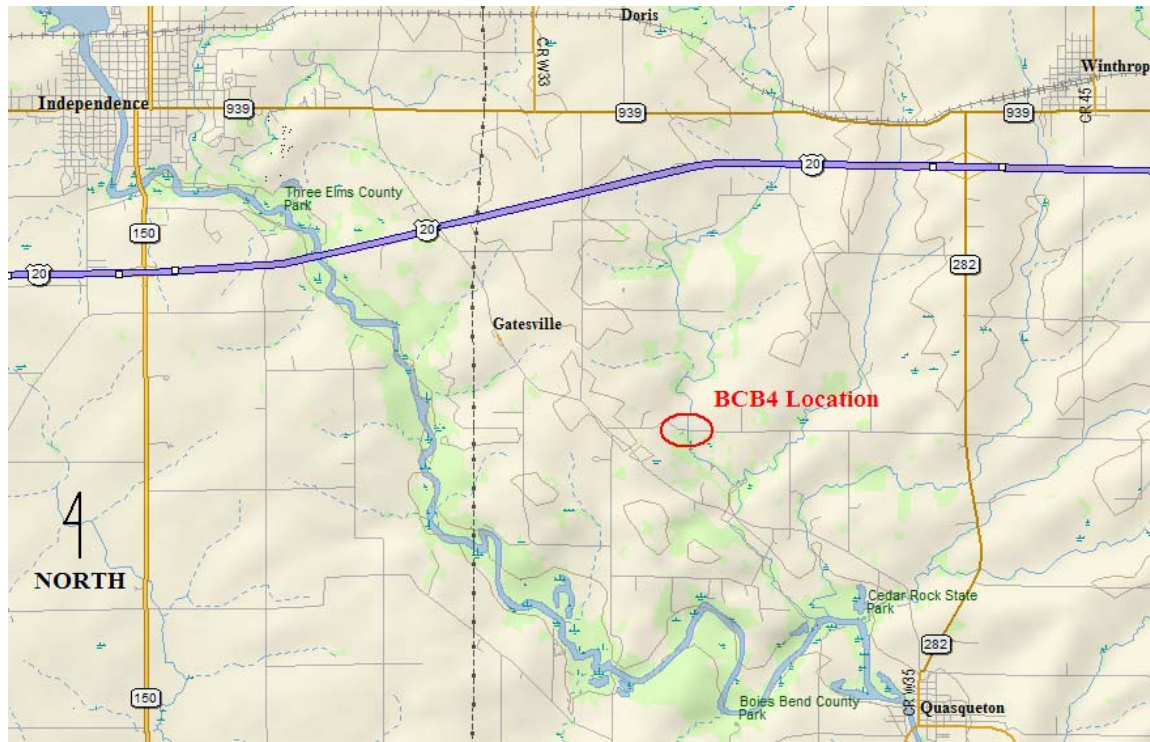 Doris
CR W33
Winthrop
Independence
939
939
939
CR 45
20
Three Elms County
Park
150
20
20
282
Gatesville
BCB4 Location
NORTH
Cedar Rock State
Park
282
150
Boies Bend County
Park
CR W35
Quasqueton